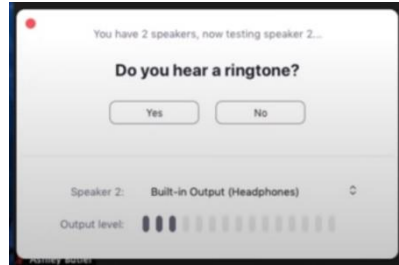 You have 2 speakers, now testing speaker 2...
Do you hear a ringtone?
Yes No
Speaker 2: Built-in Output (Headphones)
Output level:
Ashley Butler